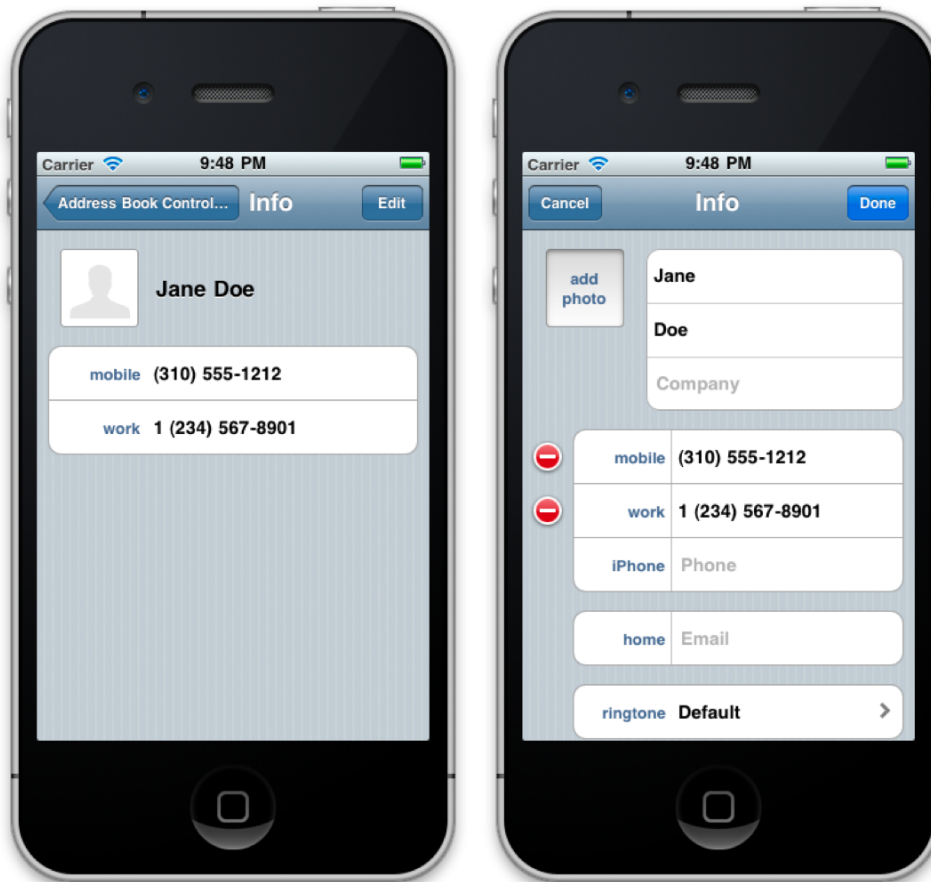 Carrier 9:48 PM
Address Book Control... Info Edit
Jane Doe
mobile (310) 555-1212
work 1 (234) 567-8901
Carrier 9:48 PM
Cancel Info Done
add
photo
Jane
Doe
Company
mobile (310) 555-1212
work 1 (234) 567-8901
iPhone Phone
home Email
ringtone Default